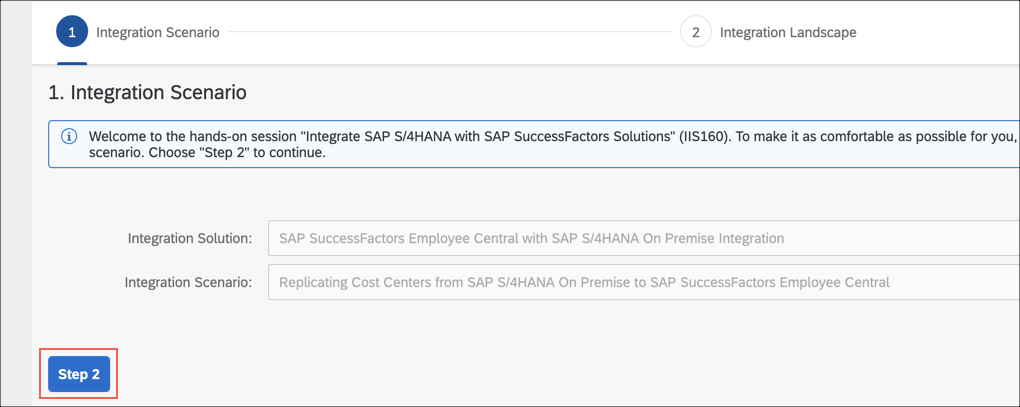 1 Integration Scenario 2 Integration Landscape
1. Integration Scenario
Welcome to the hands-on session "Integrate SAP S/4HANA with SAP SuccessFactors Solutions" (IIS160). To make it as comfortable as possible for you,
scenario. Choose "Step 2" to continue.
Integration Solution: SAP SuccessFactors Employee Central with SAP S/4HANA On Premise Integration
Integration Scenario: Replicating Cost Centers from SAP S/4HANA On Premise to SAP SuccessFactors Employee Central
Step 2